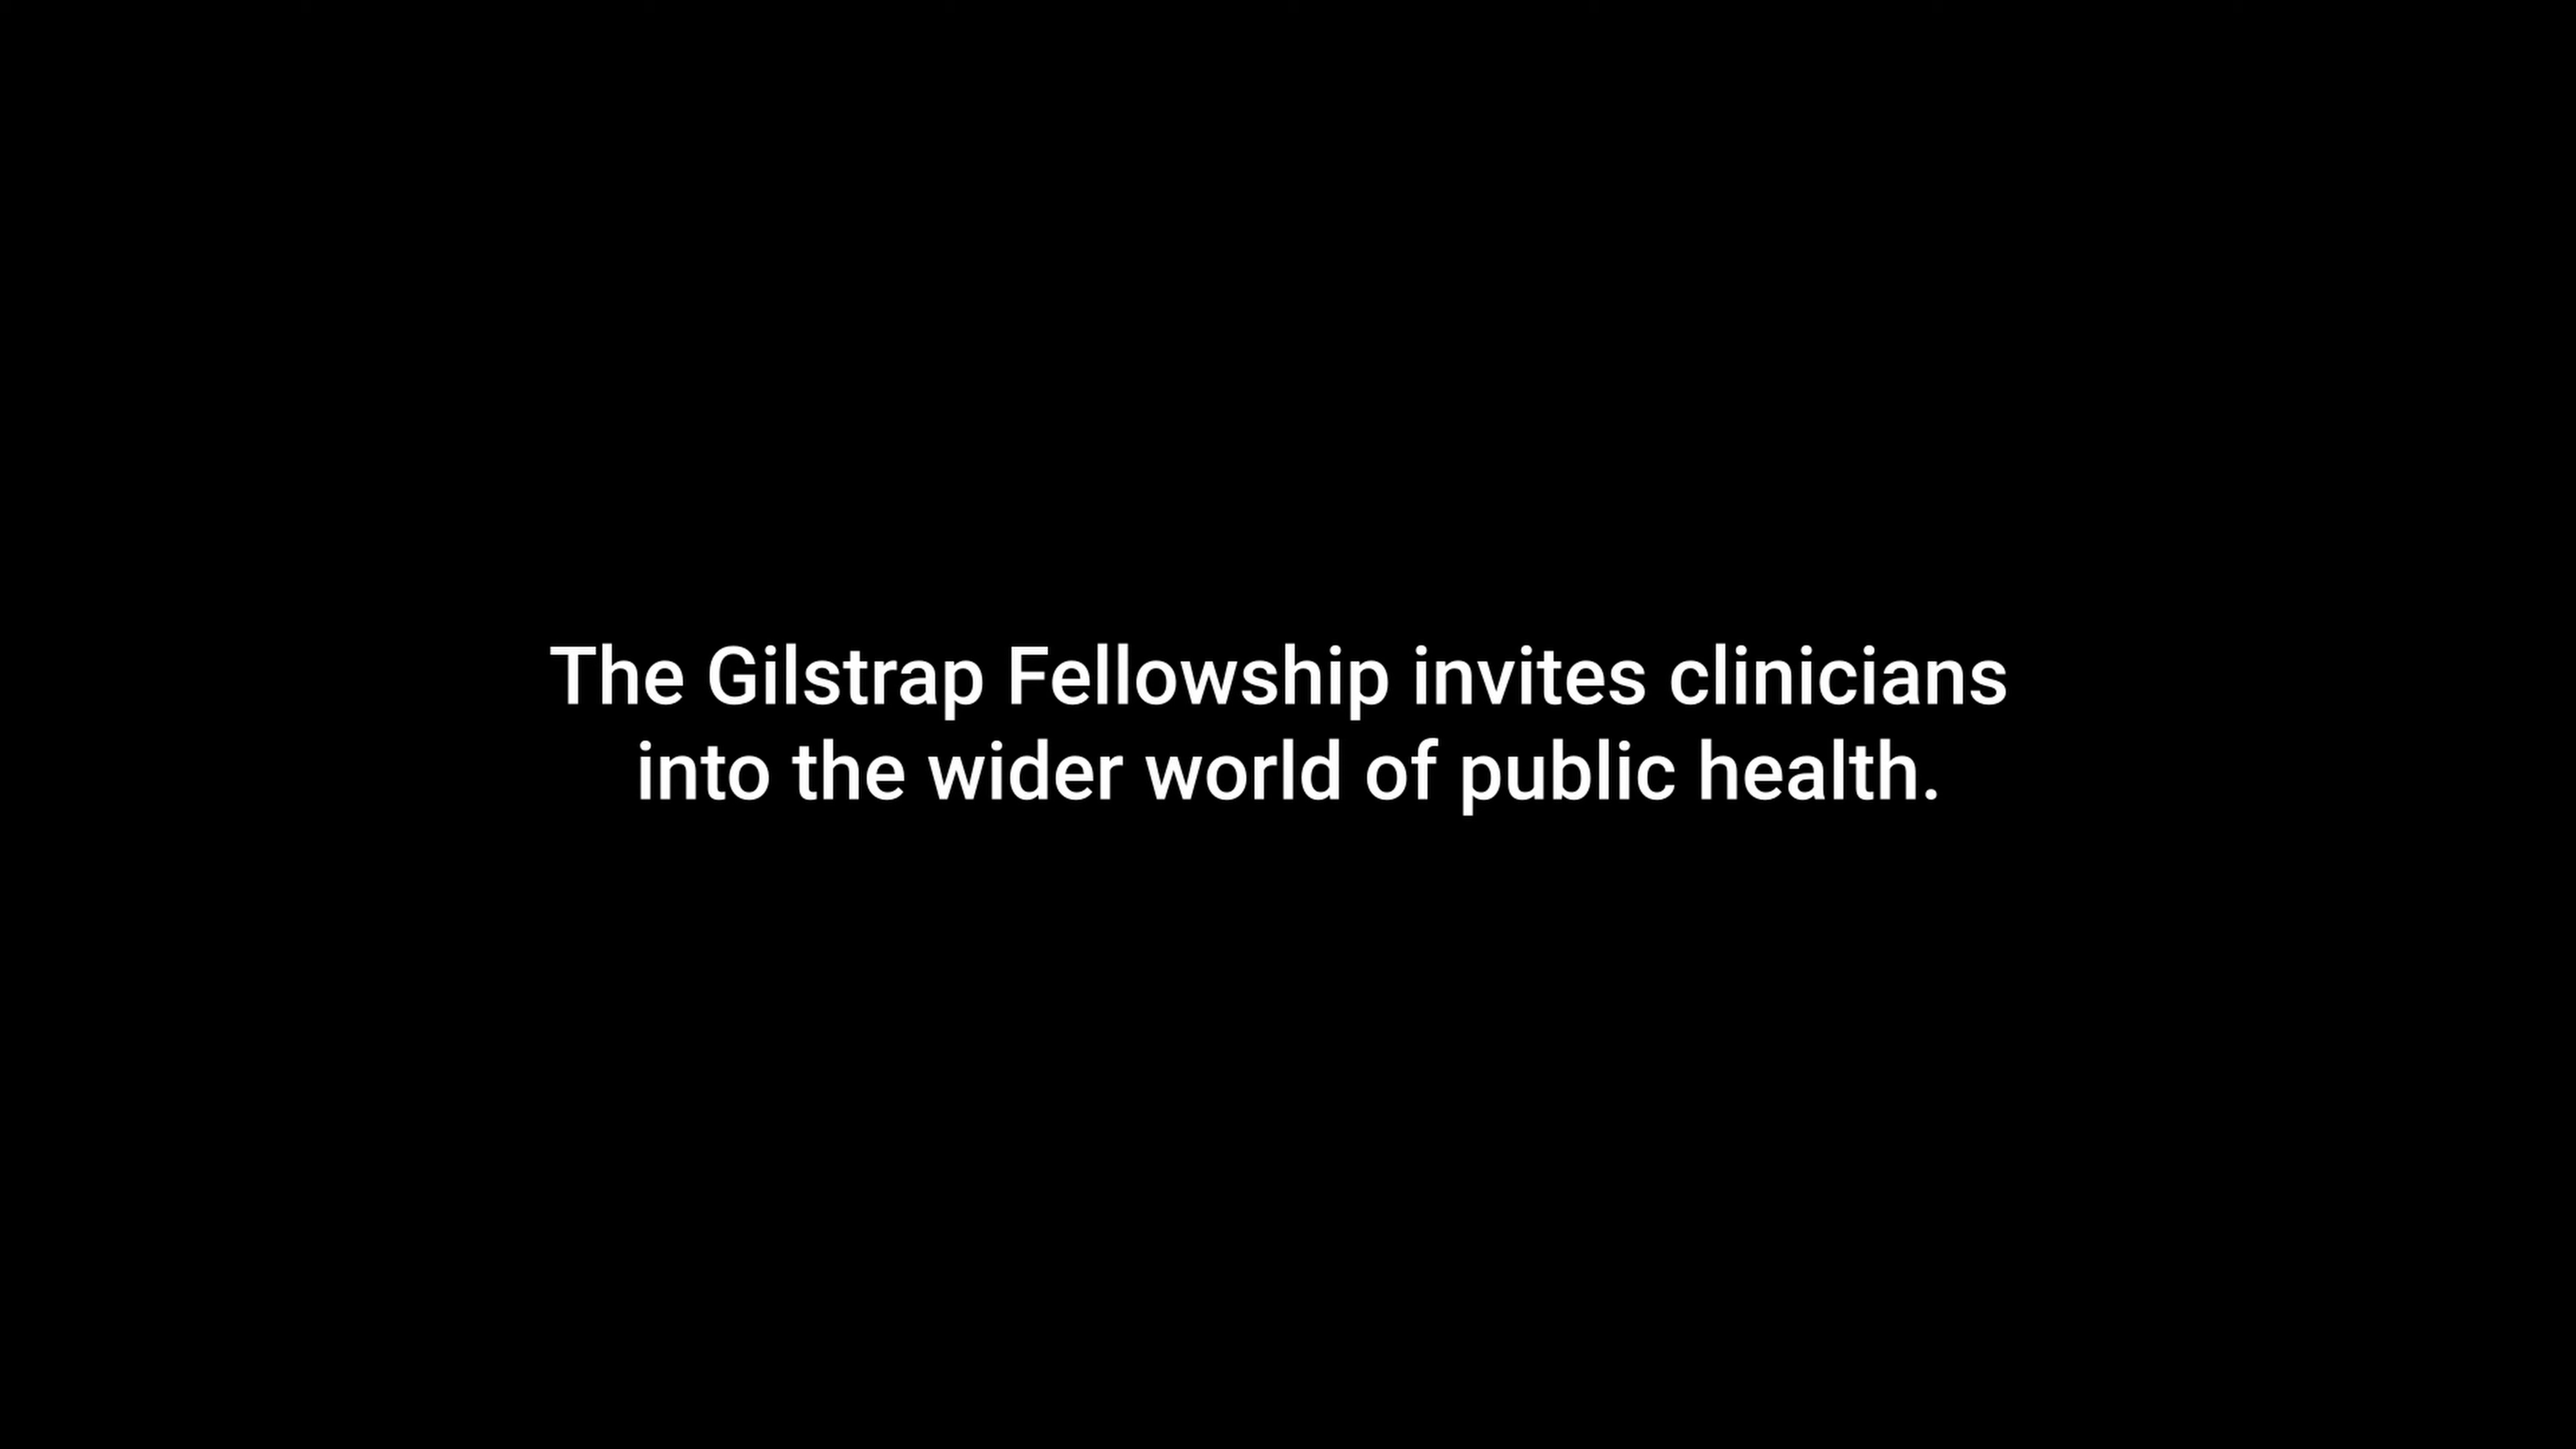 The Gilstrap Fellowship invites clinicians
into the wider world of public health.